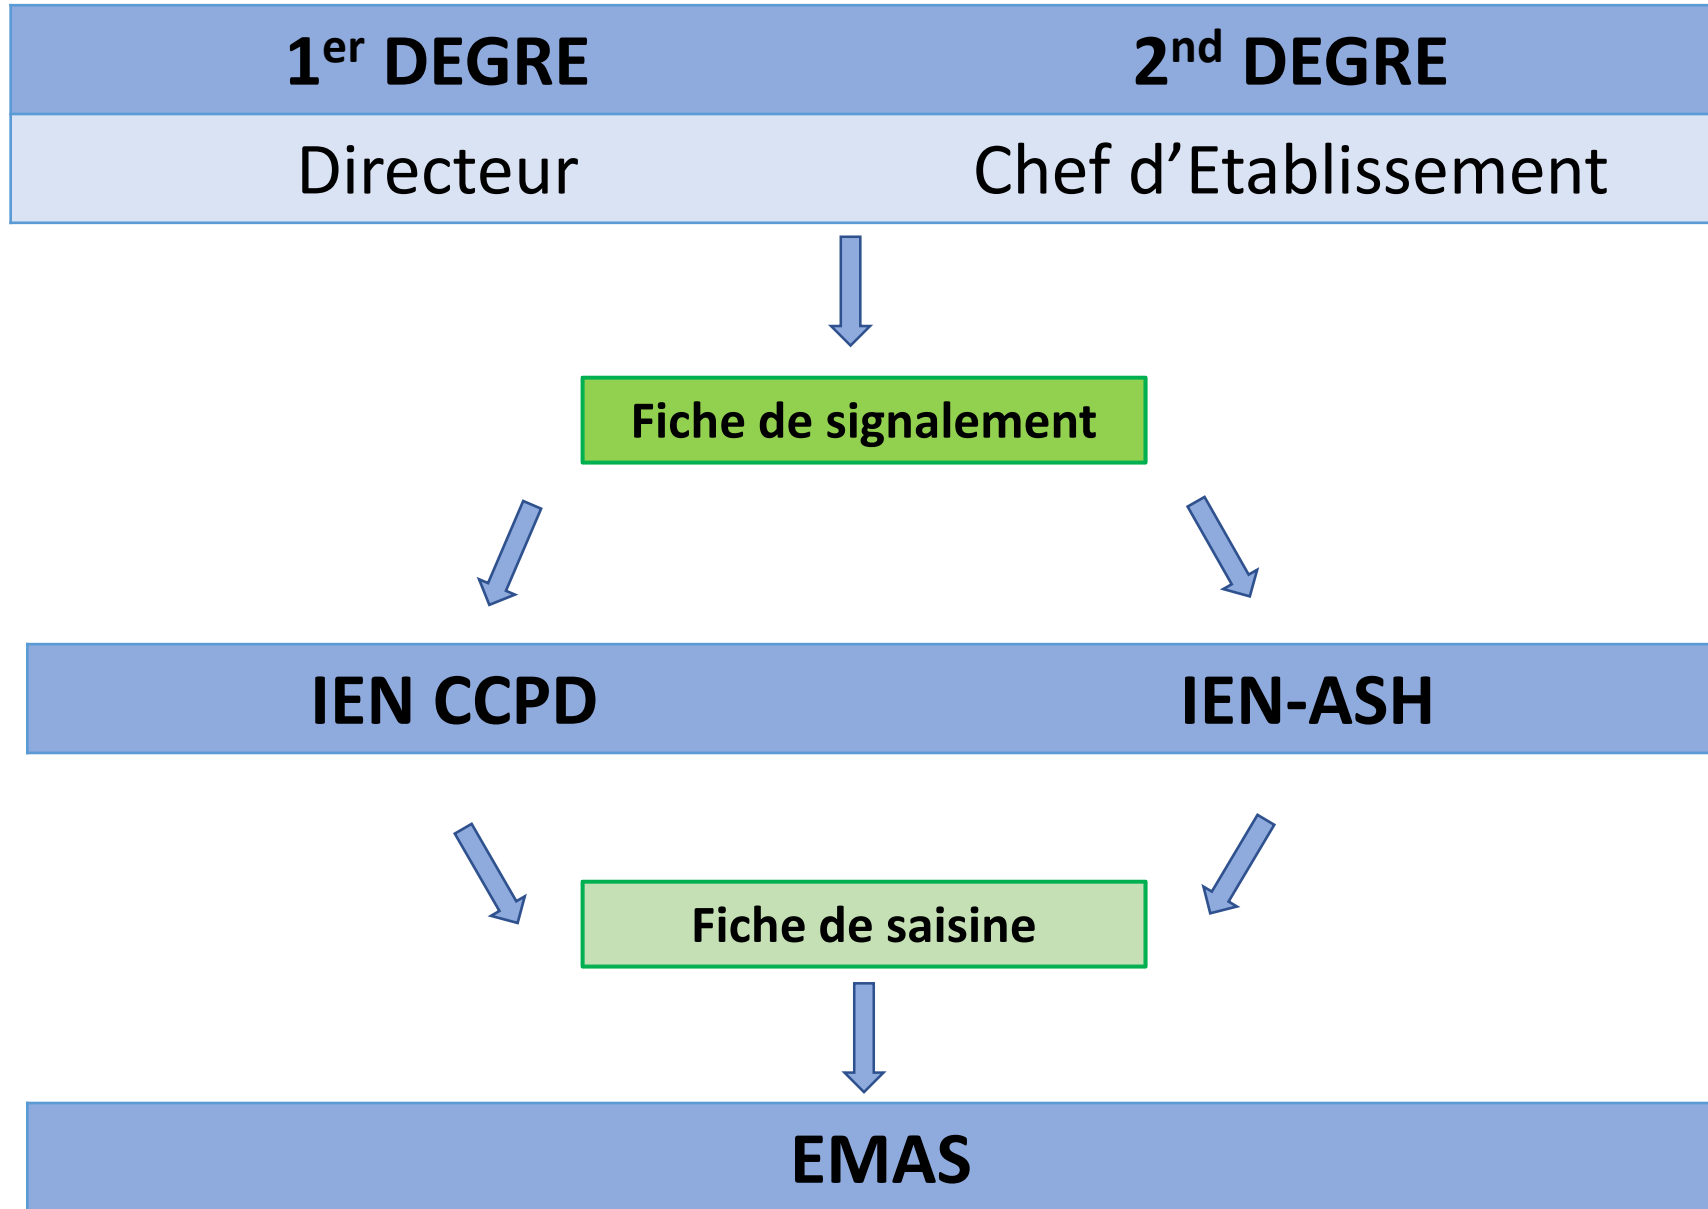 1er DEGRE
2nd DEGRE
Directeur
Chef d’Etablissement
Fiche de signalement
IEN CCPD
IEN-ASH
Fiche de saisine
EMAS